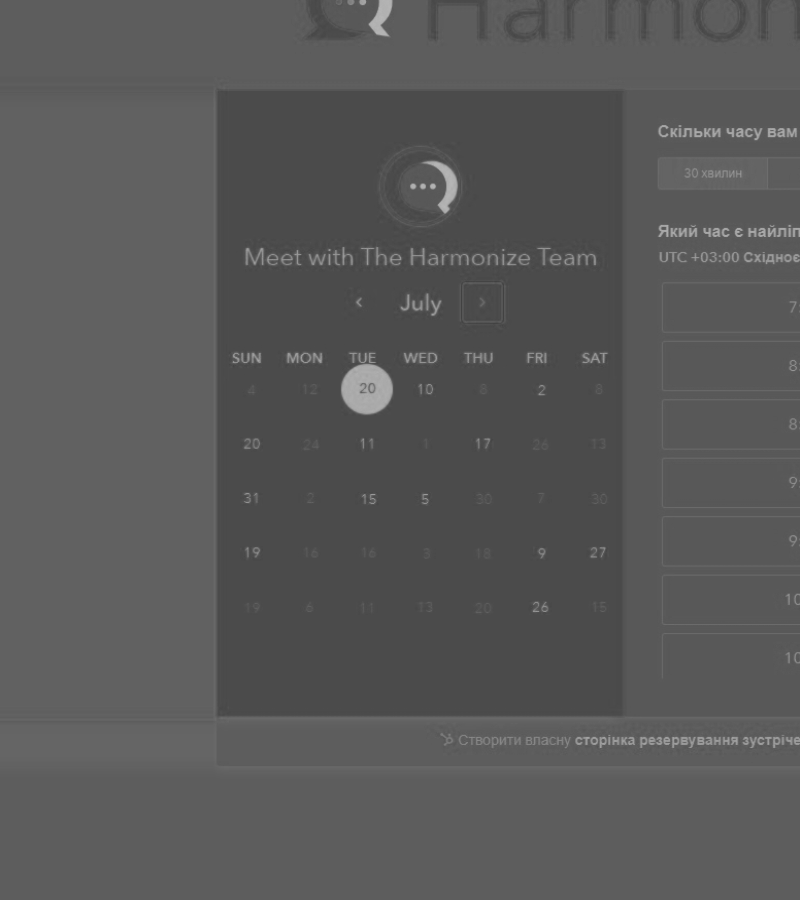 Harmon
Meet with The Harmonize Team
July
SUN MON TUE WED THU FRI SAT
4 12 20 10 6 2 8
20 24 11 1 17 26 13
31 2 15 5 30 7 30
19 16 16 3 18 9 27
19 6 11 13 20 26 15
Скільки часу вам
30 хвилин
Який час є найліп
UTC +03:00 Східноє
7:
8:
8:
9:
9:
10
10
Створити власну сторінка резервування зустріче